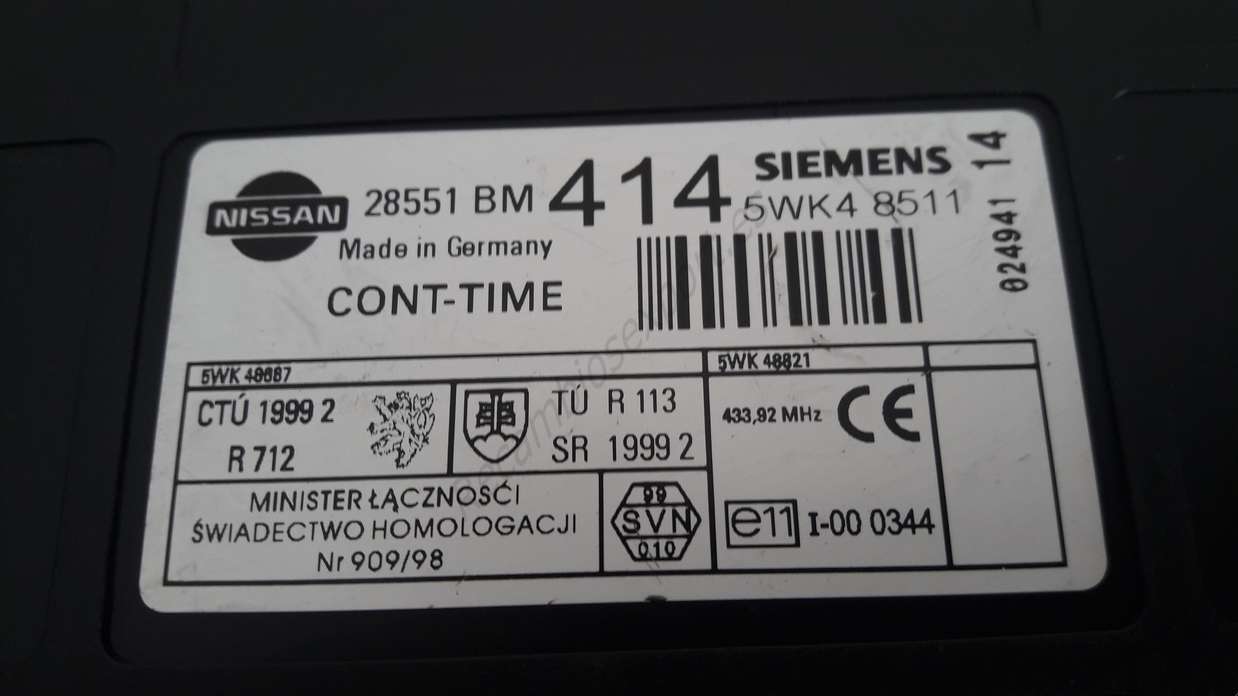 NISSAN
28551 BM 414
SIEMENS
5WK4 8511
Made in Germany
CONT-TIME
024941 14
5WK 48687
5WK 48821
CTÚ 1999 2
R 712
TÚ R 113
SR 1999 2
433,92 MHz
CE
MINISTER ŁĄCZNOŚĆI
ŚWIADECTWO HOMOLOGACJI
Nr 909/98
99
SVN
010
e11 I-00 0344